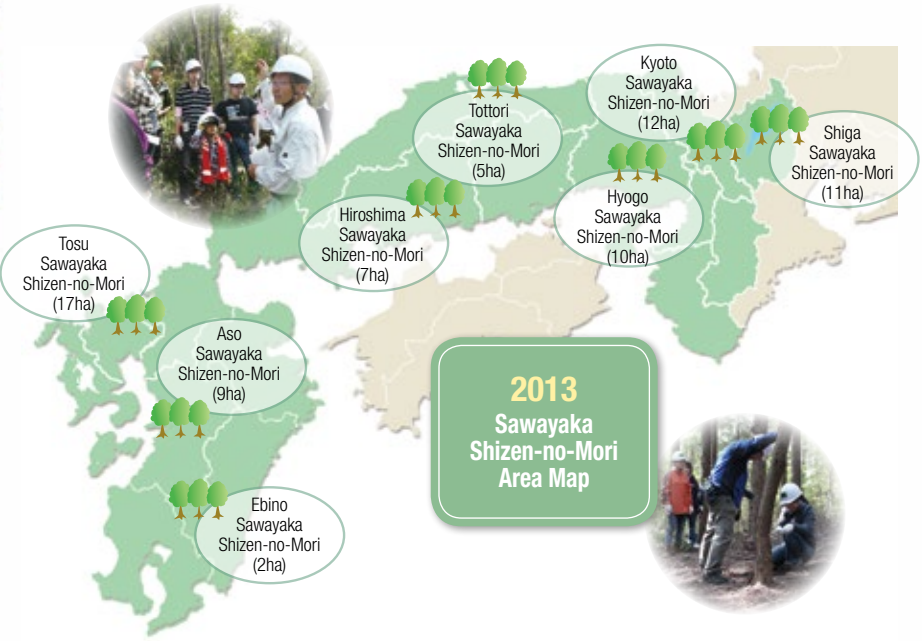 Kyoto
Sawayaka
Shizen-no-Mori
(12ha)
Tottori
Sawayaka
Shizen-no-Mori
(5ha)
Shiga
Sawayaka
Shizen-no-Mori
(11ha)
Hyogo
Sawayaka
Shizen-no-Mori
(10ha)
Hiroshima
Sawayaka
Shizen-no-Mori
(7ha)
Tosu
Sawayaka
Shizen-no-Mori
(17ha)
Aso
Sawayaka
Shizen-no-Mori
(9ha)
Ebino
Sawayaka
Shizen-no-Mori
(2ha)
2013
Sawayaka
Shizen-no-Mori
Area Map